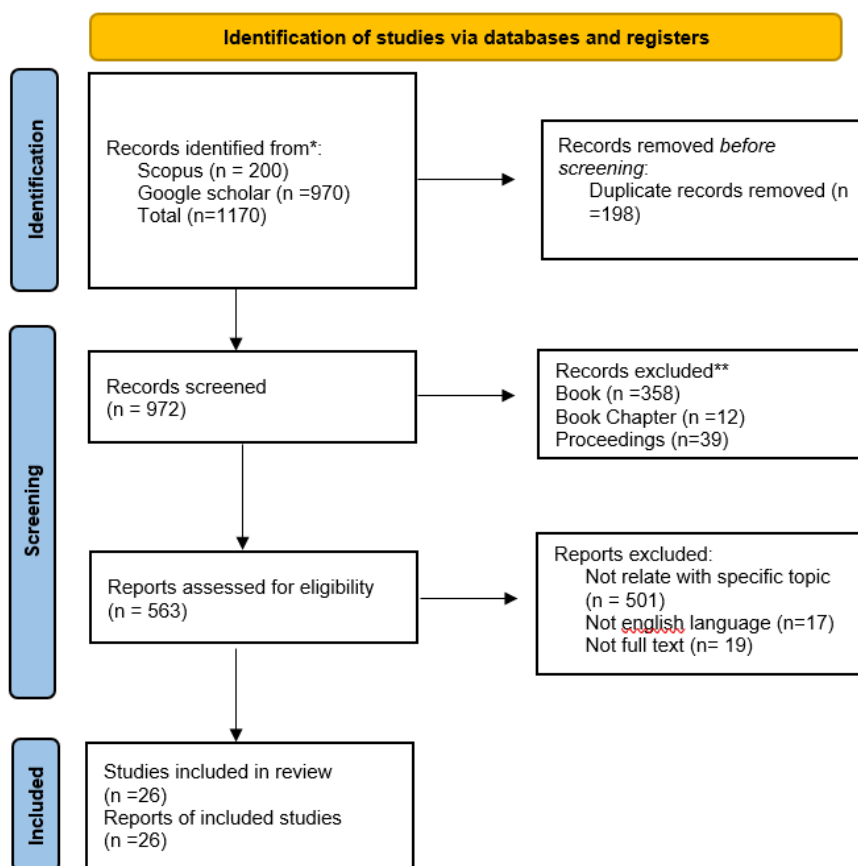 Identification of studies via databases and registers
Identification
Records identified from*:
Scopus (n = 200)
Google scholar (n =970)
Total (n=1170)
Records removed before
screening:
Duplicate records removed (n
=198)
Screening
Records screened
(n = 972)
Records excluded**
Book (n =358)
Book Chapter (n =12)
Proceedings (n=39)
Reports assessed for eligibility
(n = 563)
Reports excluded:
Not relate with specific topic
(n = 501)
Not english language (n=17)
Not full text (n= 19)
Included
Studies included in review
(n =26)
Reports of included studies
(n =26)